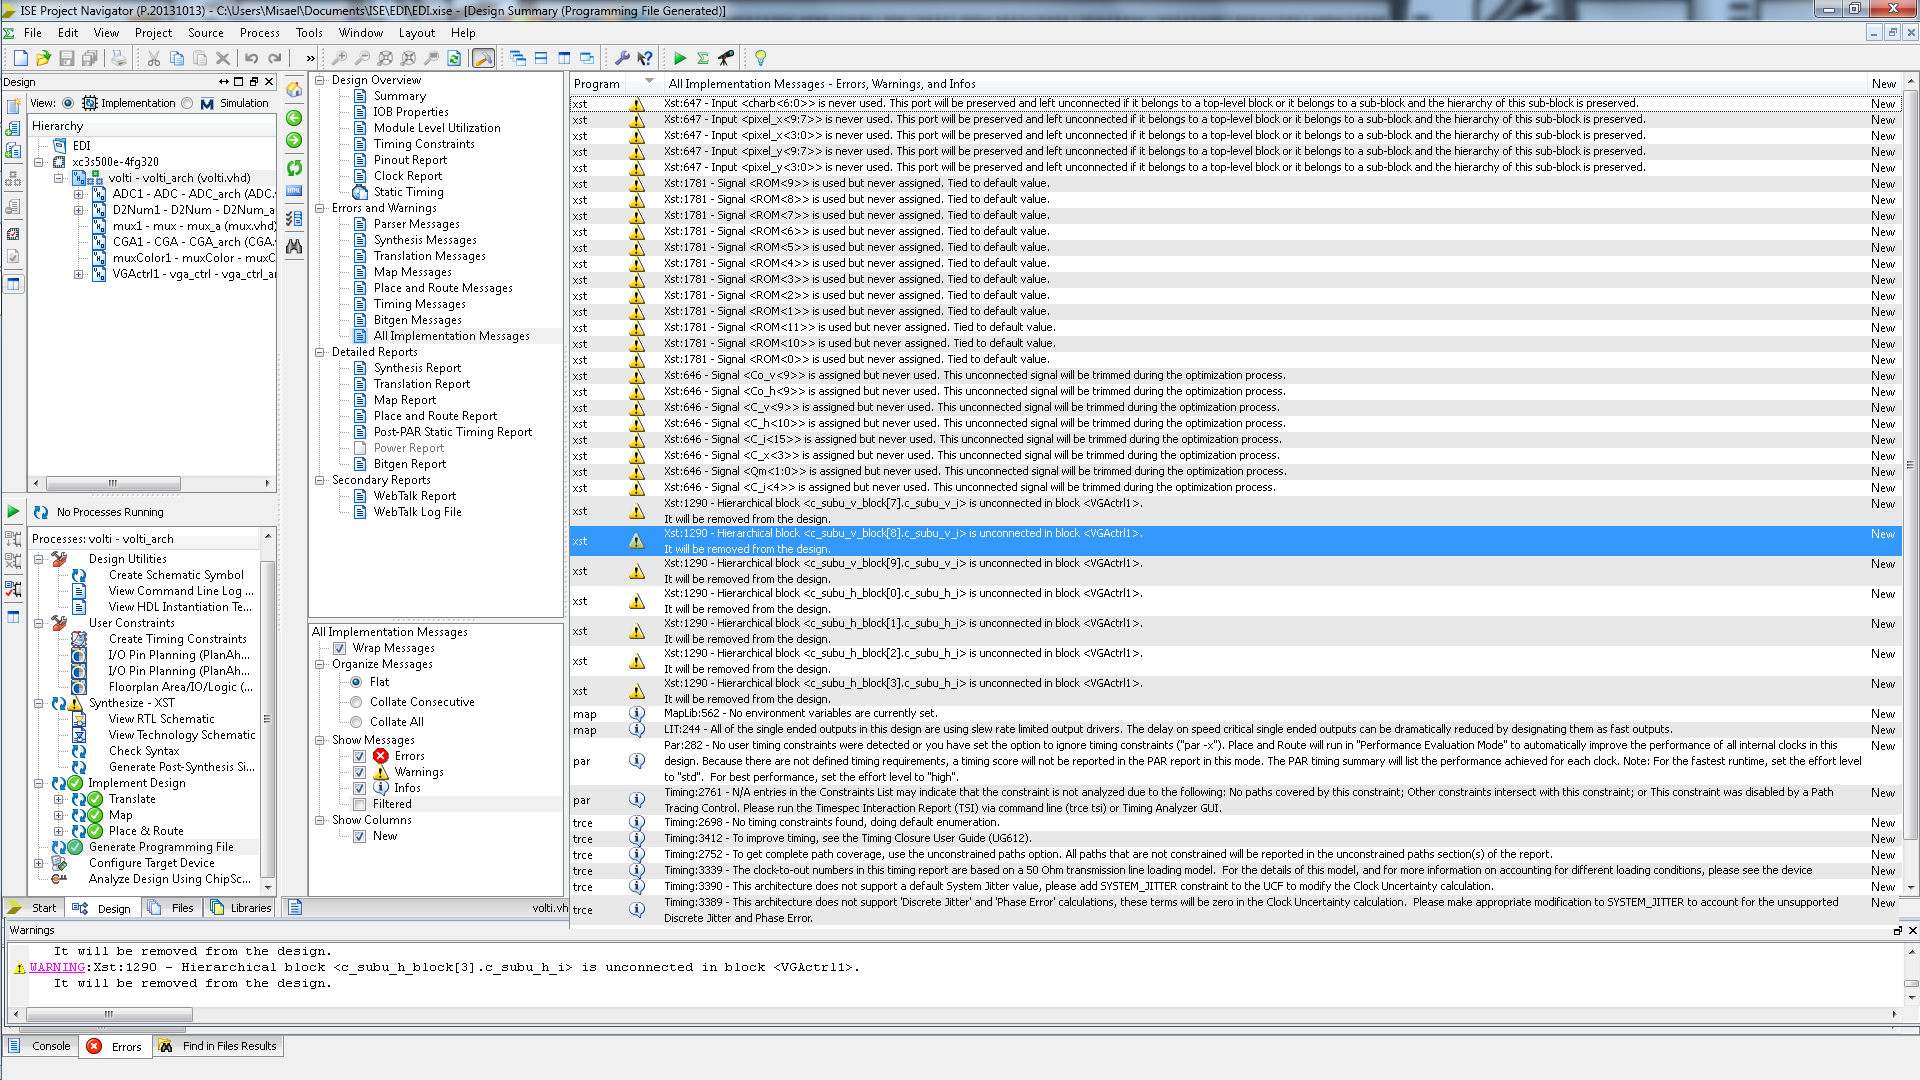 ISE Project Navigator (P.20131013) - C:\Users\Misael\Documents\ISE\EDI\EDI.xise - [Design Summary (Programming File Generated)]
File Edit View Project Source Process Tools Window Layout Help
Design
View: Implementation Simulation
Hierarchy
EDI
xc3s500e-4fg320
volti - volti_arch (volti.vhd)
ADC1 - ADC - ADC_arch (ADC.
D2Num1 - D2Num - D2Num_a
mux1 - mux - mux_a (mux.vhd)
CGA1 - CGA - CGA_arch (CGA.
muxColor1 - muxColor - muxC
VGActrl1 - vga_ctrl - vga_ctrl_ar
No Processes Running
Processes: volti - volti_arch
Design Utilities
Create Schematic Symbol
View Command Line Log ...
View HDL Instantiation Te...
User Constraints
Create Timing Constraints
I/O Pin Planning (PlanAh...
I/O Pin Planning (PlanAh...
Floorplan Area/IO/Logic (...
Synthesize - XST
View RTL Schematic
View Technology Schematic
Check Syntax
Generate Post-Synthesis Si...
Implement Design
Translate
Map
Place & Route
Generate Programming File
Configure Target Device
Analyze Design Using ChipSc...
Start Design Files Libraries
Design Overview
Summary
IOB Properties
Module Level Utilization
Timing Constraints
Pinout Report
Clock Report
Static Timing
Errors and Warnings
Parser Messages
Synthesis Messages
Translation Messages
Map Messages
Place and Route Messages
Timing Messages
Bitgen Messages
All Implementation Messages
Detailed Reports
Synthesis Report
Translation Report
Map Report
Place and Route Report
Post-PAR Static Timing Report
Power Report
Bitgen Report
Secondary Reports
WebTalk Report
WebTalk Log File
All Implementation Messages
Wrap Messages
Organize Messages
Flat
Collate Consecutive
Collate All
Show Messages
Errors
Warnings
Infos
Filtered
Show Columns
New
volti.vh
Program All Implementation Messages - Errors, Warnings, and Infos New
xst Xst:647 - Input <charb<6:0>> is never used. This port will be preserved and left unconnected if it belongs to a top-level block or it belongs to a sub-block and the hierarchy of this sub-block is preserved. New
xst Xst:647 - Input <pixel_x<9:7>> is never used. This port will be preserved and left unconnected if it belongs to a top-level block or it belongs to a sub-block and the hierarchy of this sub-block is preserved. New
xst Xst:647 - Input <pixel_x<3:0>> is never used. This port will be preserved and left unconnected if it belongs to a top-level block or it belongs to a sub-block and the hierarchy of this sub-block is preserved. New
xst Xst:647 - Input <pixel_y<9:7>> is never used. This port will be preserved and left unconnected if it belongs to a top-level block or it belongs to a sub-block and the hierarchy of this sub-block is preserved. New
xst Xst:647 - Input <pixel_y<3:0>> is never used. This port will be preserved and left unconnected if it belongs to a top-level block or it belongs to a sub-block and the hierarchy of this sub-block is preserved. New
xst Xst:1781 - Signal <ROM<9>> is used but never assigned. Tied to default value. New
xst Xst:1781 - Signal <ROM<8>> is used but never assigned. Tied to default value. New
xst Xst:1781 - Signal <ROM<7>> is used but never assigned. Tied to default value. New
xst Xst:1781 - Signal <ROM<6>> is used but never assigned. Tied to default value. New
xst Xst:1781 - Signal <ROM<5>> is used but never assigned. Tied to default value. New
xst Xst:1781 - Signal <ROM<4>> is used but never assigned. Tied to default value. New
xst Xst:1781 - Signal <ROM<3>> is used but never assigned. Tied to default value. New
xst Xst:1781 - Signal <ROM<2>> is used but never assigned. Tied to default value. New
xst Xst:1781 - Signal <ROM<1>> is used but never assigned. Tied to default value. New
xst Xst:1781 - Signal <ROM<11>> is used but never assigned. Tied to default value. New
xst Xst:1781 - Signal <ROM<10>> is used but never assigned. Tied to default value. New
xst Xst:1781 - Signal <ROM<0>> is used but never assigned. Tied to default value. New
xst Xst:646 - Signal <Co_v<9>> is assigned but never used. This unconnected signal will be trimmed during the optimization process. New
xst Xst:646 - Signal <Co_h<9>> is assigned but never used. This unconnected signal will be trimmed during the optimization process. New
xst Xst:646 - Signal <C_v<9>> is assigned but never used. This unconnected signal will be trimmed during the optimization process. New
xst Xst:646 - Signal <C_h<10>> is assigned but never used. This unconnected signal will be trimmed during the optimization process. New
xst Xst:646 - Signal <C_i<15>> is assigned but never used. This unconnected signal will be trimmed during the optimization process. New
xst Xst:646 - Signal <C_x<3>> is assigned but never used. This unconnected signal will be trimmed during the optimization process. New
xst Xst:646 - Signal <Qm<1:0>> is assigned but never used. This unconnected signal will be trimmed during the optimization process. New
xst Xst:646 - Signal <C_i<4>> is assigned but never used. This unconnected signal will be trimmed during the optimization process. New
xst Xst:1290 - Hierarchical block <c_subu_v_block[7].c_subu_v_i> is unconnected in block <VGActrl1>. New
It will be removed from the design.
xst Xst:1290 - Hierarchical block <c_subu_v_block[8].c_subu_v_i> is unconnected in block <VGActrl1>. New
It will be removed from the design.
xst Xst:1290 - Hierarchical block <c_subu_v_block[9].c_subu_v_i> is unconnected in block <VGActrl1>. New
It will be removed from the design.
xst Xst:1290 - Hierarchical block <c_subu_h_block[0].c_subu_h_i> is unconnected in block <VGActrl1>. New
It will be removed from the design.
xst Xst:1290 - Hierarchical block <c_subu_h_block[1].c_subu_h_i> is unconnected in block <VGActrl1>. New
It will be removed from the design.
xst Xst:1290 - Hierarchical block <c_subu_h_block[2].c_subu_h_i> is unconnected in block <VGActrl1>. New
It will be removed from the design.
xst Xst:1290 - Hierarchical block <c_subu_h_block[3].c_subu_h_i> is unconnected in block <VGActrl1>. New
It will be removed from the design.
map MapLib:562 - No environment variables are currently set. New
map LIT:244 - All of the single ended outputs in this design are using slew rate limited output drivers. The delay on speed critical single ended outputs can be dramatically reduced by designating them as fast outputs. New
par Par:282 - No user timing constraints were detected or you have set the option to ignore timing constraints ("par -x"). Place and Route will run in "Performance Evaluation Mode" to automatically improve the performance of all internal clocks in this New
design. Because there are not defined timing requirements, a timing score will not be reported in the PAR report in this mode. The PAR timing summary will list the performance achieved for each clock. Note: For the fastest runtime, set the effort level
to "std". For best performance, set the effort level to "high".
par Timing:2761 - N/A entries in the Constraints List may indicate that the constraint is not analyzed due to the following: No paths covered by this constraint; Other constraints intersect with this constraint; or This constraint was disabled by a Path New
Tracing Control. Please run the Timespec Interaction Report (TSI) via command line (trce tsi) or Timing Analyzer GUI.
trce Timing:2698 - No timing constraints found, doing default enumeration. New
trce Timing:3412 - To improve timing, see the Timing Closure User Guide (UG612). New
trce Timing:2752 - To get complete path coverage, use the unconstrained paths option. All paths that are not constrained will be reported in the unconstrained paths section(s) of the report. New
trce Timing:3339 - The clock-to-out numbers in this timing report are based on a 50 Ohm transmission line loading model. For the details of this model, and for more information on accounting for different loading conditions, please see the device New
trce Timing:3390 - This architecture does not support a default System Jitter value, please add SYSTEM_JITTER constraint to the UCF to modify the Clock Uncertainty calculation. New
trce Timing:3389 - This architecture does not support 'Discrete Jitter' and 'Phase Error' calculations, these terms will be zero in the Clock Uncertainty calculation. Please make appropriate modification to SYSTEM_JITTER to account for the unsupported New
Discrete Jitter and Phase Error.
Warnings
It will be removed from the design.
WARNING:Xst:1290 - Hierarchical block <c_subu_h_block[3].c_subu_h_i> is unconnected in block <VGActrl1>.
It will be removed from the design.
Console Errors Find in Files Results